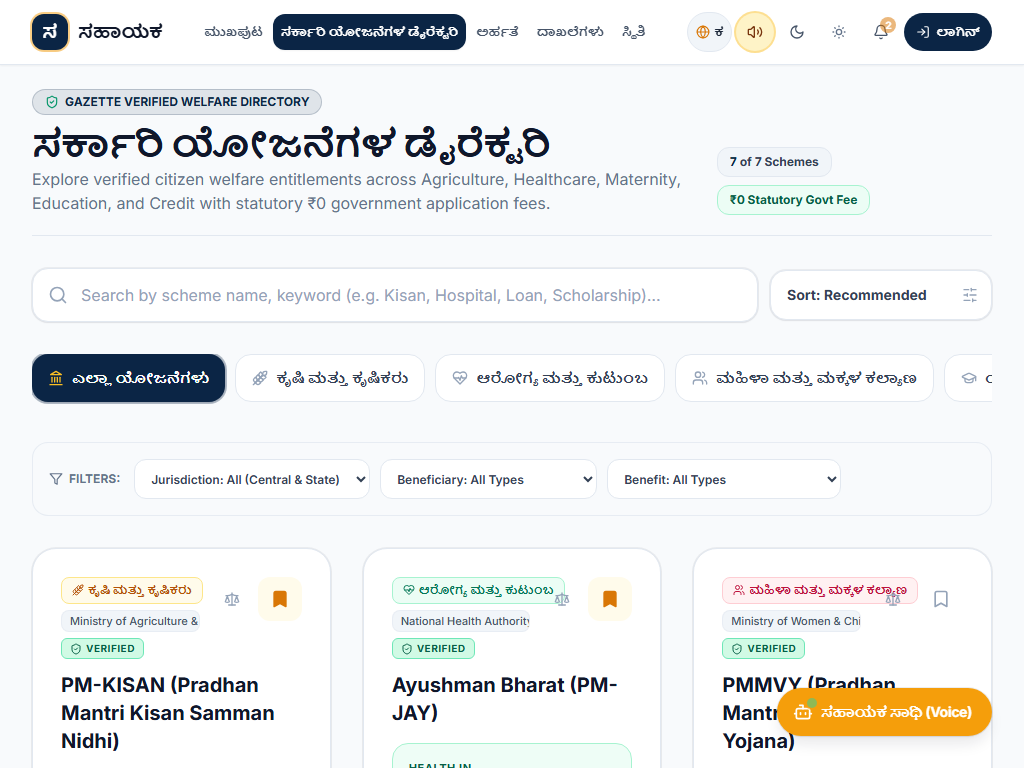 ಸ ಸಹಾಯಕ ಮುಖಪುಟ ಸರ್ಕಾರಿ ಯೋಜನೆಗಳ ಡೈರೆಕ್ಟರಿ ಅರ್ಹತೆ ದಾಖಲೆಗಳು ಸ್ಥಿತಿ ಕ 2 ಲಾಗಿನ್
GAZETTE VERIFIED WELFARE DIRECTORY
ಸರ್ಕಾರಿ ಯೋಜನೆಗಳ ಡೈರೆಕ್ಟರಿ
Explore verified citizen welfare entitlements across Agriculture, Healthcare, Maternity,
Education, and Credit with statutory ₹0 government application fees.
7 of 7 Schemes
₹0 Statutory Govt Fee
Search by scheme name, keyword (e.g. Kisan, Hospital, Loan, Scholarship)...
Sort: Recommended
ಎಲ್ಲಾ ಯೋಜನೆಗಳು ಕೃಷಿ ಮತ್ತು ಕೃಷಿಕರು ಆರೋಗ್ಯ ಮತ್ತು ಕುಟುಂಬ ಮಹಿಳಾ ಮತ್ತು ಮಕ್ಕಳ ಕಲ್ಯಾಣ
FILTERS: Jurisdiction: All (Central & State) Beneficiary: All Types Benefit: All Types
ಕೃಷಿ ಮತ್ತು ಕೃಷಿಕರು
Ministry of Agriculture &
VERIFIED
PM-KISAN (Pradhan
Mantri Kisan Samman
Nidhi)
ಆರೋಗ್ಯ ಮತ್ತು ಕುಟುಂಬ
National Health Authority
VERIFIED
Ayushman Bharat (PM-
JAY)
HEALTH IN
ಮಹಿಳಾ ಮತ್ತು ಮಕ್ಕಳ ಕಲ್ಯಾಣ
Ministry of Women & Chi
VERIFIED
PMMVY (Pradhan
Mantr
Yojana)
ಸಹಾಯಕ ಸಾಥಿ (Voice)